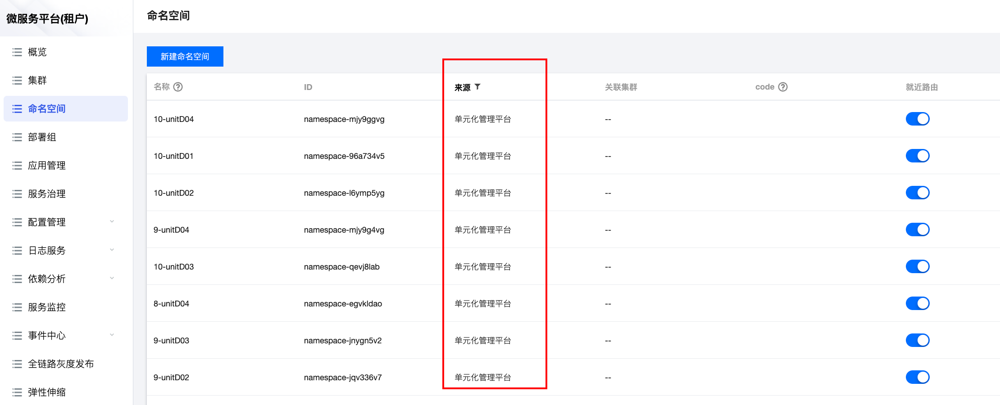 微服务平台(租户)
概览
集群
命名空间
部署组
应用管理
服务治理
配置管理
日志服务
依赖分析
服务监控
事件中心
全链路灰度发布
弹性伸缩
命名空间
新建命名空间
名称 ID 来源 关联集群 code 就近路由
10-unitD04 namespace-mjy9ggvg 单元化管理平台 --
10-unitD01 namespace-96a734v5 单元化管理平台 --
10-unitD02 namespace-l6ymp5yg 单元化管理平台 --
9-unitD04 namespace-mjy9g4vg 单元化管理平台 --
10-unitD03 namespace-qevj8lab 单元化管理平台 --
8-unitD04 namespace-egvkldao 单元化管理平台 --
9-unitD03 namespace-jnygn5v2 单元化管理平台 --
9-unitD02 namespace-jqv336v7 单元化管理平台 --